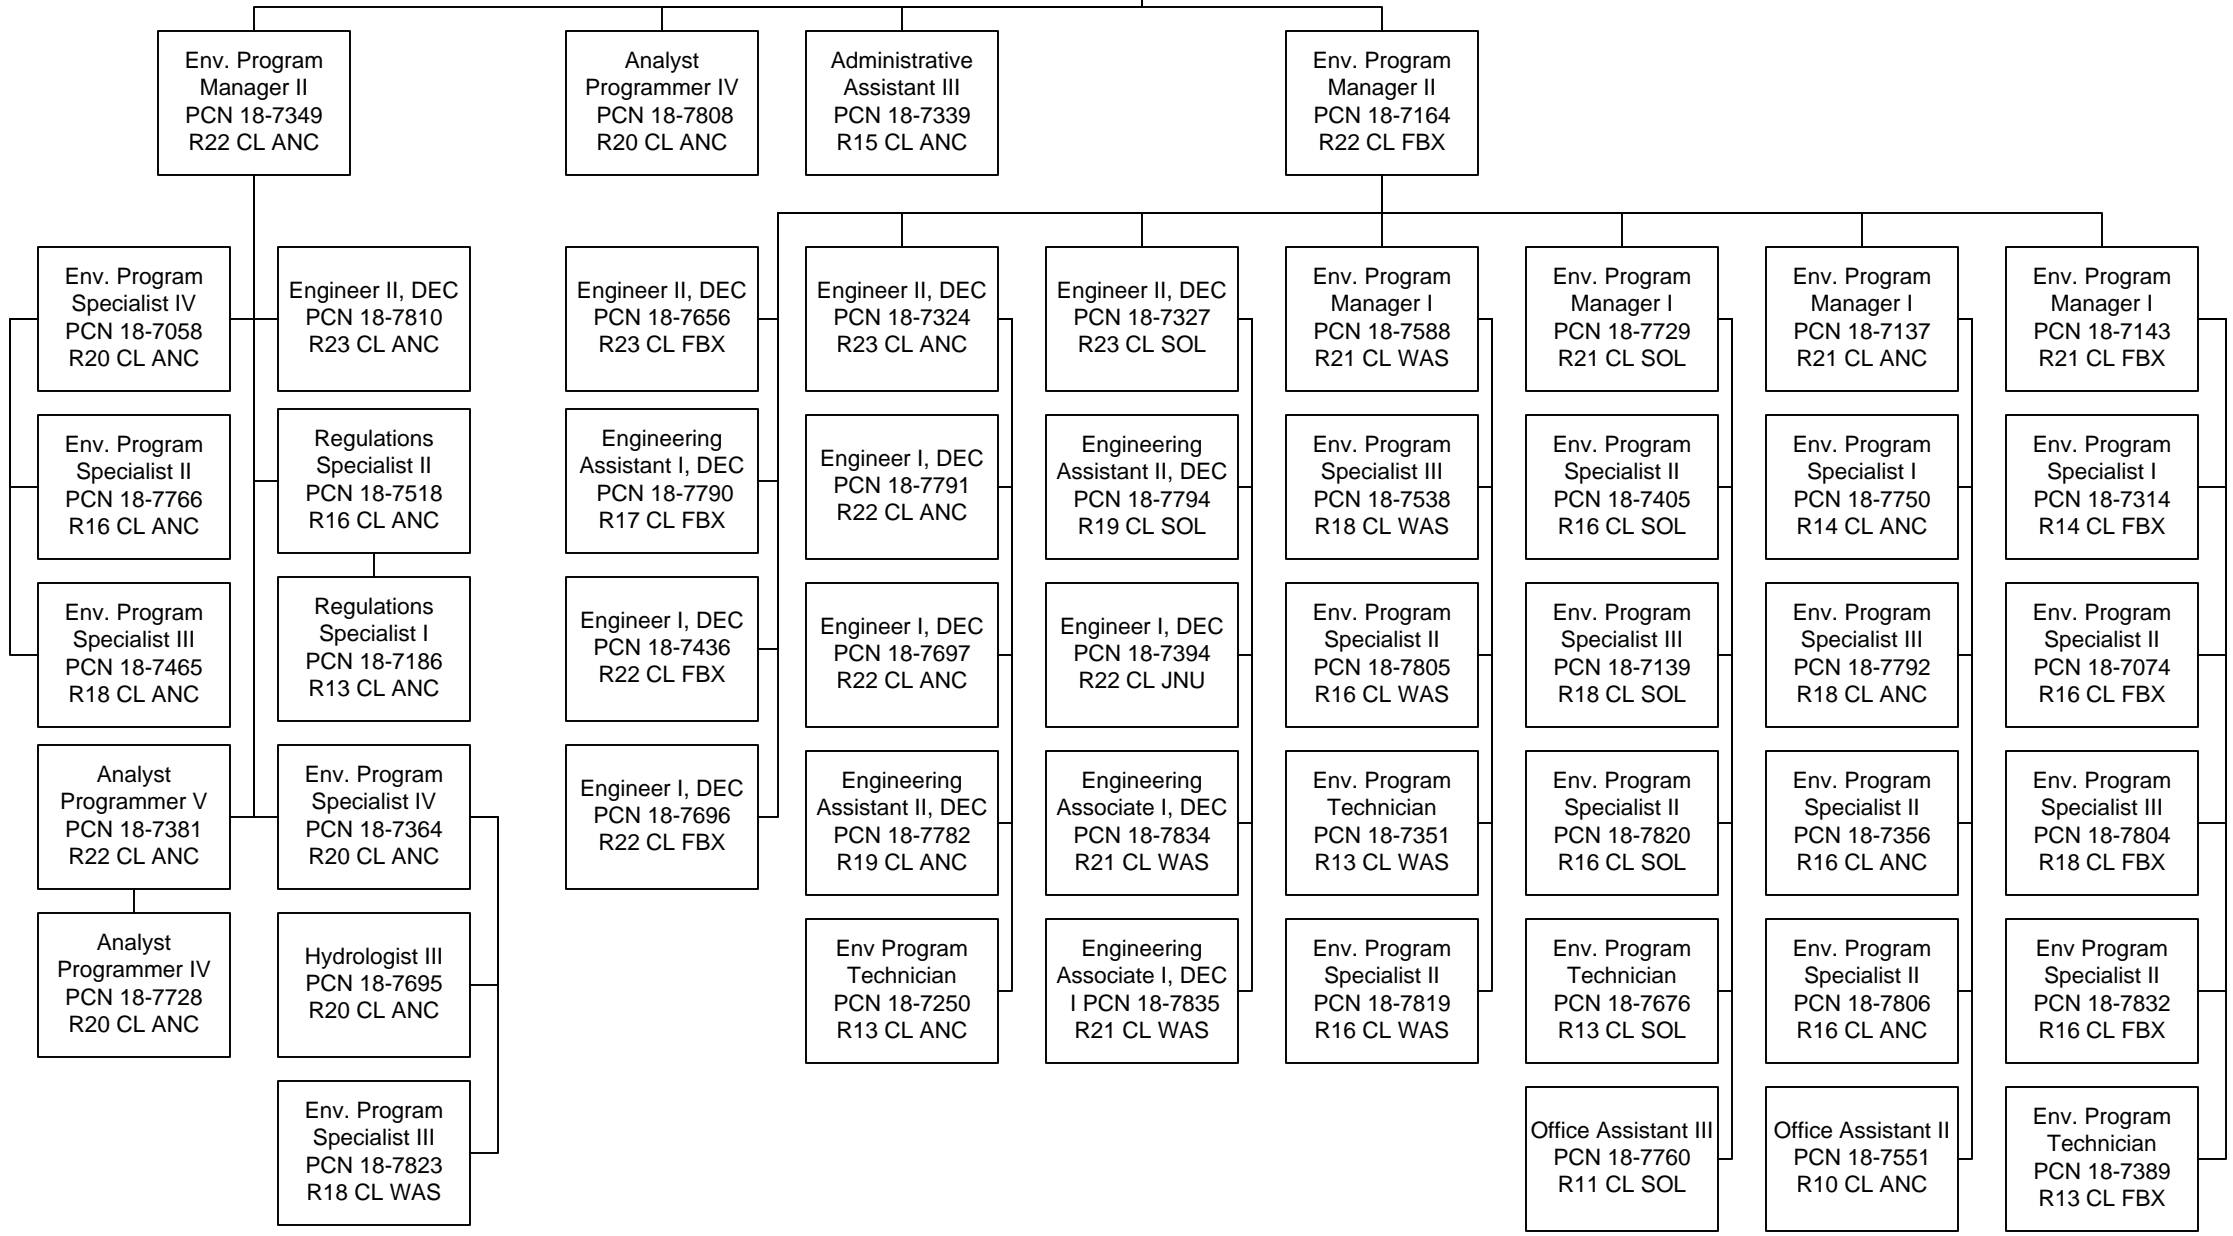 Env. Program
Manager II
PCN 18-7349
R22 CL ANC
Analyst
Programmer IV
PCN 18-7808
R20 CL ANC
Administrative
Assistant III
PCN 18-7339
R15 CL ANC
Env. Program
Manager II
PCN 18-7164
R22 CL FBX
Env. Program
Specialist IV
PCN 18-7058
R20 CL ANC
Engineer II, DEC
PCN 18-7810
R23 CL ANC
Engineer II, DEC
PCN 18-7656
R23 CL FBX
Engineer II, DEC
PCN 18-7324
R23 CL ANC
Engineer II, DEC
PCN 18-7327
R23 CL SOL
Env. Program
Manager I
PCN 18-7588
R21 CL WAS
Env. Program
Manager I
PCN 18-7729
R21 CL SOL
Env. Program
Manager I
PCN 18-7137
R21 CL ANC
Env. Program
Manager I
PCN 18-7143
R21 CL FBX
Env. Program
Specialist II
PCN 18-7766
R16 CL ANC
Regulations
Specialist II
PCN 18-7518
R16 CL ANC
Engineering
Assistant I, DEC
PCN 18-7790
R17 CL FBX
Engineer I, DEC
PCN 18-7791
R22 CL ANC
Engineering
Assistant II, DEC
PCN 18-7794
R19 CL SOL
Env. Program
Specialist III
PCN 18-7538
R18 CL WAS
Env. Program
Specialist II
PCN 18-7405
R16 CL SOL
Env. Program
Specialist I
PCN 18-7750
R14 CL ANC
Env. Program
Specialist I
PCN 18-7314
R14 CL FBX
Env. Program
Specialist III
PCN 18-7465
R18 CL ANC
Regulations
Specialist I
PCN 18-7186
R13 CL ANC
Engineer I, DEC
PCN 18-7436
R22 CL FBX
Engineer I, DEC
PCN 18-7697
R22 CL ANC
Engineer I, DEC
PCN 18-7394
R22 CL JNU
Env. Program
Specialist II
PCN 18-7805
R16 CL WAS
Env. Program
Specialist III
PCN 18-7139
R18 CL SOL
Env. Program
Specialist III
PCN 18-7792
R18 CL ANC
Env. Program
Specialist II
PCN 18-7074
R16 CL FBX
Analyst
Programmer V
PCN 18-7381
R22 CL ANC
Env. Program
Specialist IV
PCN 18-7364
R20 CL ANC
Engineer I, DEC
PCN 18-7696
R22 CL FBX
Engineering
Assistant II, DEC
PCN 18-7782
R19 CL ANC
Engineering
Associate I, DEC
PCN 18-7834
R21 CL WAS
Env. Program
Technician
PCN 18-7351
R13 CL WAS
Env. Program
Specialist II
PCN 18-7820
R16 CL SOL
Env. Program
Specialist II
PCN 18-7356
R16 CL ANC
Env. Program
Specialist III
PCN 18-7804
R18 CL FBX
Analyst
Programmer IV
PCN 18-7728
R20 CL ANC
Hydrologist III
PCN 18-7695
R20 CL ANC
Env Program
Technician
PCN 18-7250
R13 CL ANC
Engineering
Associate I, DEC
I PCN 18-7835
R21 CL WAS
Env. Program
Specialist II
PCN 18-7819
R16 CL WAS
Env. Program
Technician
PCN 18-7676
R13 CL SOL
Env. Program
Specialist II
PCN 18-7806
R16 CL ANC
Env Program
Specialist II
PCN 18-7832
R16 CL FBX
Env. Program
Specialist III
PCN 18-7823
R18 CL WAS
Office Assistant III
PCN 18-7760
R11 CL SOL
Office Assistant II
PCN 18-7551
R10 CL ANC
Env. Program
Technician
PCN 18-7389
R13 CL FBX